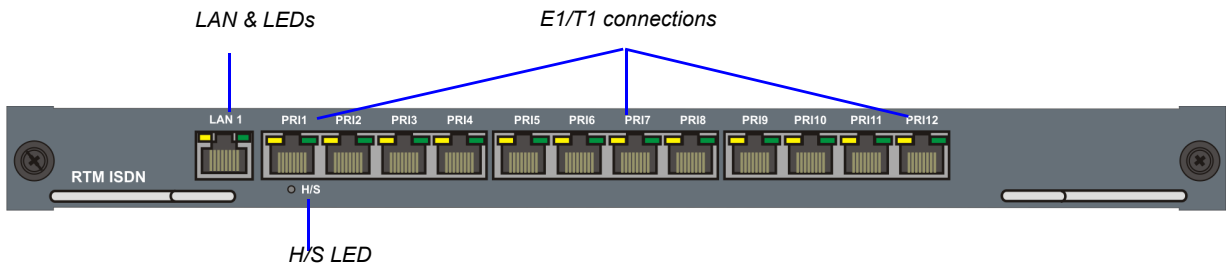 LAN & LEDs
E1/T1 connections
LAN 1 PRI1 PRI2 PRI3 PRI4 PRI5 PRI6 PRI7 PRI8 PRI9 PRI10 PRI11 PRI12
RTM ISDN
H/S
H/S LED